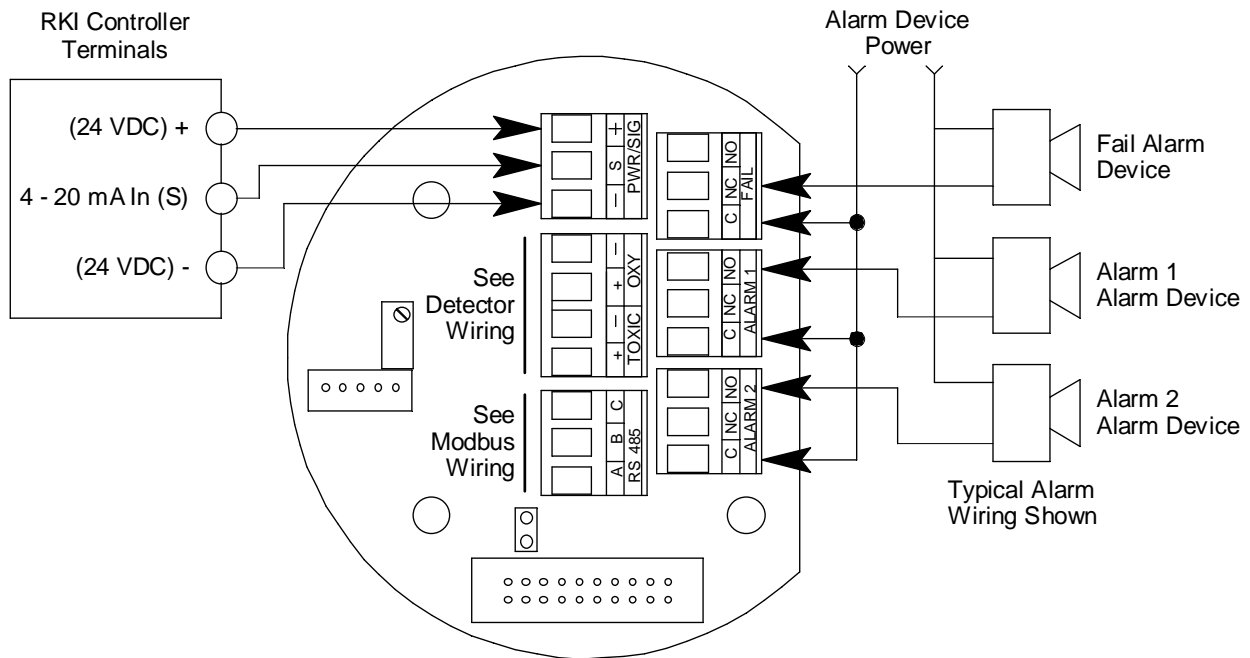 RKI Controller
Terminals
(24 VDC) +
4 - 20 mA In (S)
(24 VDC) -
+
S
−
PWR/SIG
−
+
OXY
−
+
TOXIC
See
Detector
Wiring
C
B
A
RS 485
See
Modbus
Wiring
NO
NC
C
FAIL
NO
NC
C
ALARM 1
NO
NC
C
ALARM 2
Alarm Device
Power
Fail Alarm
Device
Alarm 1
Alarm Device
Alarm 2
Alarm Device
Typical Alarm
Wiring Shown